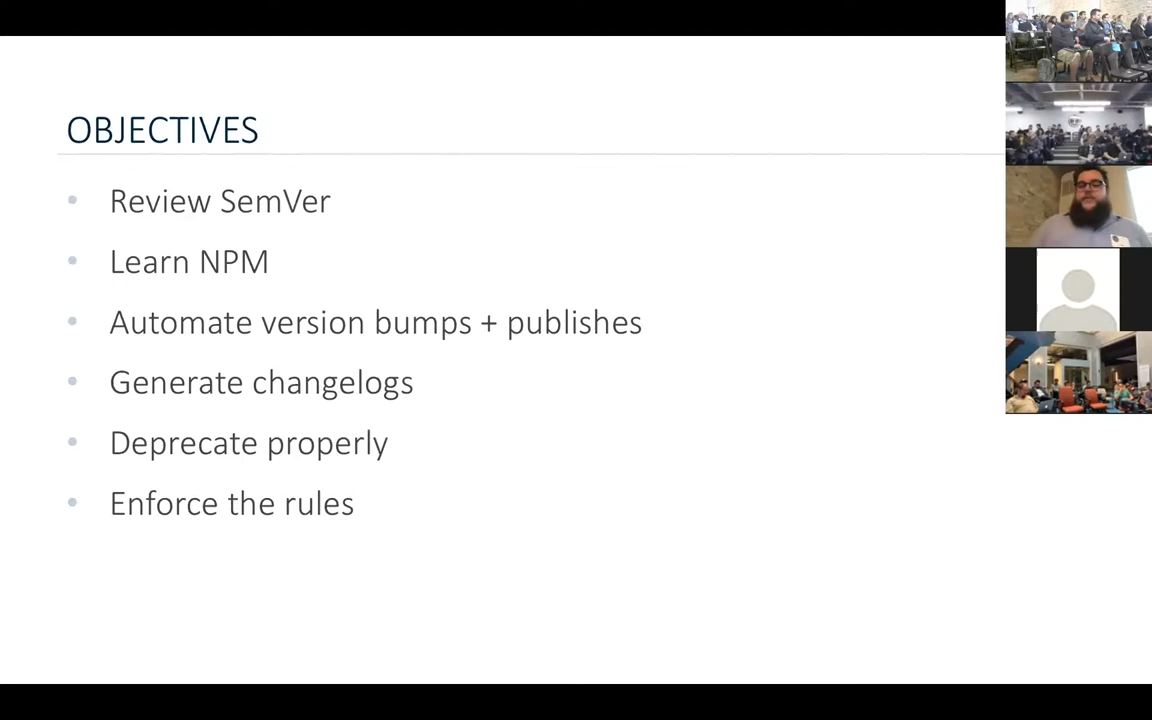 OBJECTIVES
• Review SemVer
• Learn NPM
• Automate version bumps + publishes
• Generate changelogs
• Deprecate properly
• Enforce the rules